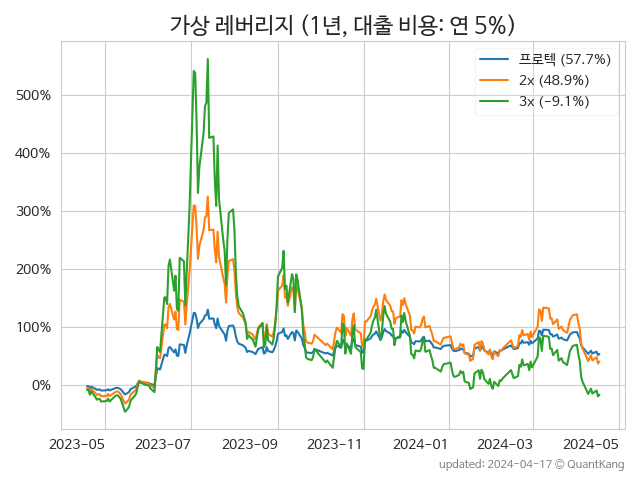 가상 레버리지 (1년, 대출 비용: 연 5%)
프로텍 (57.7%)
2x (48.9%)
3x (-9.1%)
500%
400%
300%
200%
100%
0%
2023-05 2023-07 2023-09 2023-11 2024-01 2024-03 2024-05
updated: 2024-04-17 © QuantKang